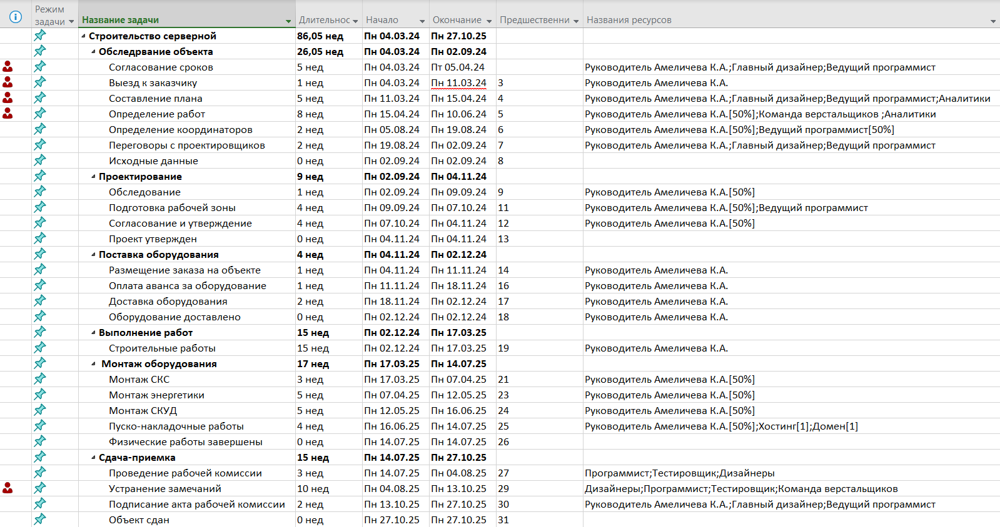 Режим задачи Название задачи Длительнос Начало Окончание Предшественни Названия ресурсов
Строительство серверной 86,05 нед Пн 04.03.24 Пн 27.10.25
Обследрвание объекта 26,05 нед Пн 04.03.24 Пн 02.09.24
Согласование сроков 5 нед Пн 04.03.24 Пт 05.04.24 Руководитель Амеличева К.А.;Главный дизайнер;Ведущий программист
Выезд к заказчику 1 нед Пн 04.03.24 Пн 11.03.24 3 Руководитель Амеличева К.А.
Составление плана 5 нед Пн 11.03.24 Пн 15.04.24 4 Руководитель Амеличева К.А.;Главный дизайнер;Ведущий программист;Аналитики
Определение работ 8 нед Пн 15.04.24 Пн 10.06.24 5 Руководитель Амеличева К.А.[50%];Команда верстальщиков ;Аналитики
Определение координаторов 2 нед Пн 05.08.24 Пн 19.08.24 6 Руководитель Амеличева К.А.[50%];Ведущий программист[50%]
Переговоры с проектировщиков 2 нед Пн 19.08.24 Пн 02.09.24 7 Руководитель Амеличева К.А.;Главный дизайнер;Ведущий программист
Исходные данные 0 нед Пн 02.09.24 Пн 02.09.24 8
Проектирование 9 нед Пн 02.09.24 Пн 04.11.24
Обследование 1 нед Пн 02.09.24 Пн 09.09.24 9 Руководитель Амеличева К.А.[50%]
Подготовка рабочей зоны 4 нед Пн 09.09.24 Пн 07.10.24 11 Руководитель Амеличева К.А.[50%];Ведущий программист
Согласование и утверждение 4 нед Пн 07.10.24 Пн 04.11.24 12 Руководитель Амеличева К.А.[50%]
Проект утвержден 0 нед Пн 04.11.24 Пн 04.11.24 13
Поставка оборудования 4 нед Пн 04.11.24 Пн 02.12.24
Размещение заказа на объекте 1 нед Пн 04.11.24 Пн 11.11.24 14 Руководитель Амеличева К.А.
Оплата аванса за оборудование 1 нед Пн 11.11.24 Пн 18.11.24 16 Руководитель Амеличева К.А.
Доставка оборудования 2 нед Пн 18.11.24 Пн 02.12.24 17 Руководитель Амеличева К.А.
Оборудование доставлено 0 нед Пн 02.12.24 Пн 02.12.24 18 Руководитель Амеличева К.А.
Выполнение работ 15 нед Пн 02.12.24 Пн 17.03.25
Строительные работы 15 нед Пн 02.12.24 Пн 17.03.25 19 Руководитель Амеличева К.А.
Монтаж оборудования 17 нед Пн 17.03.25 Пн 14.07.25
Монтаж СКС 3 нед Пн 17.03.25 Пн 07.04.25 21 Руководитель Амеличева К.А.[50%]
Монтаж энергетики 5 нед Пн 07.04.25 Пн 12.05.25 23 Руководитель Амеличева К.А.[50%]
Монтаж СКУД 5 нед Пн 12.05.25 Пн 16.06.25 24 Руководитель Амеличева К.А.[50%]
Пуско-накладочные работы 4 нед Пн 16.06.25 Пн 14.07.25 25 Руководитель Амеличева К.А.[50%];Хостинг[1];Домен[1]
Физические работы завершены 0 нед Пн 14.07.25 Пн 14.07.25 26
Сдача-приемка 15 нед Пн 14.07.25 Пн 27.10.25
Проведение рабочей комиссии 3 нед Пн 14.07.25 Пн 04.08.25 27 Программист;Тестировщик;Дизайнеры
Устранение замечаний 10 нед Пн 04.08.25 Пн 13.10.25 29 Дизайнеры;Программист;Тестировщик;Команда верстальщиков
Подписание акта рабочей комиссии 2 нед Пн 13.10.25 Пн 27.10.25 30 Руководитель Амеличева К.А.;Главный дизайнер;Ведущий программист
Объект сдан 0 нед Пн 27.10.25 Пн 27.10.25 31